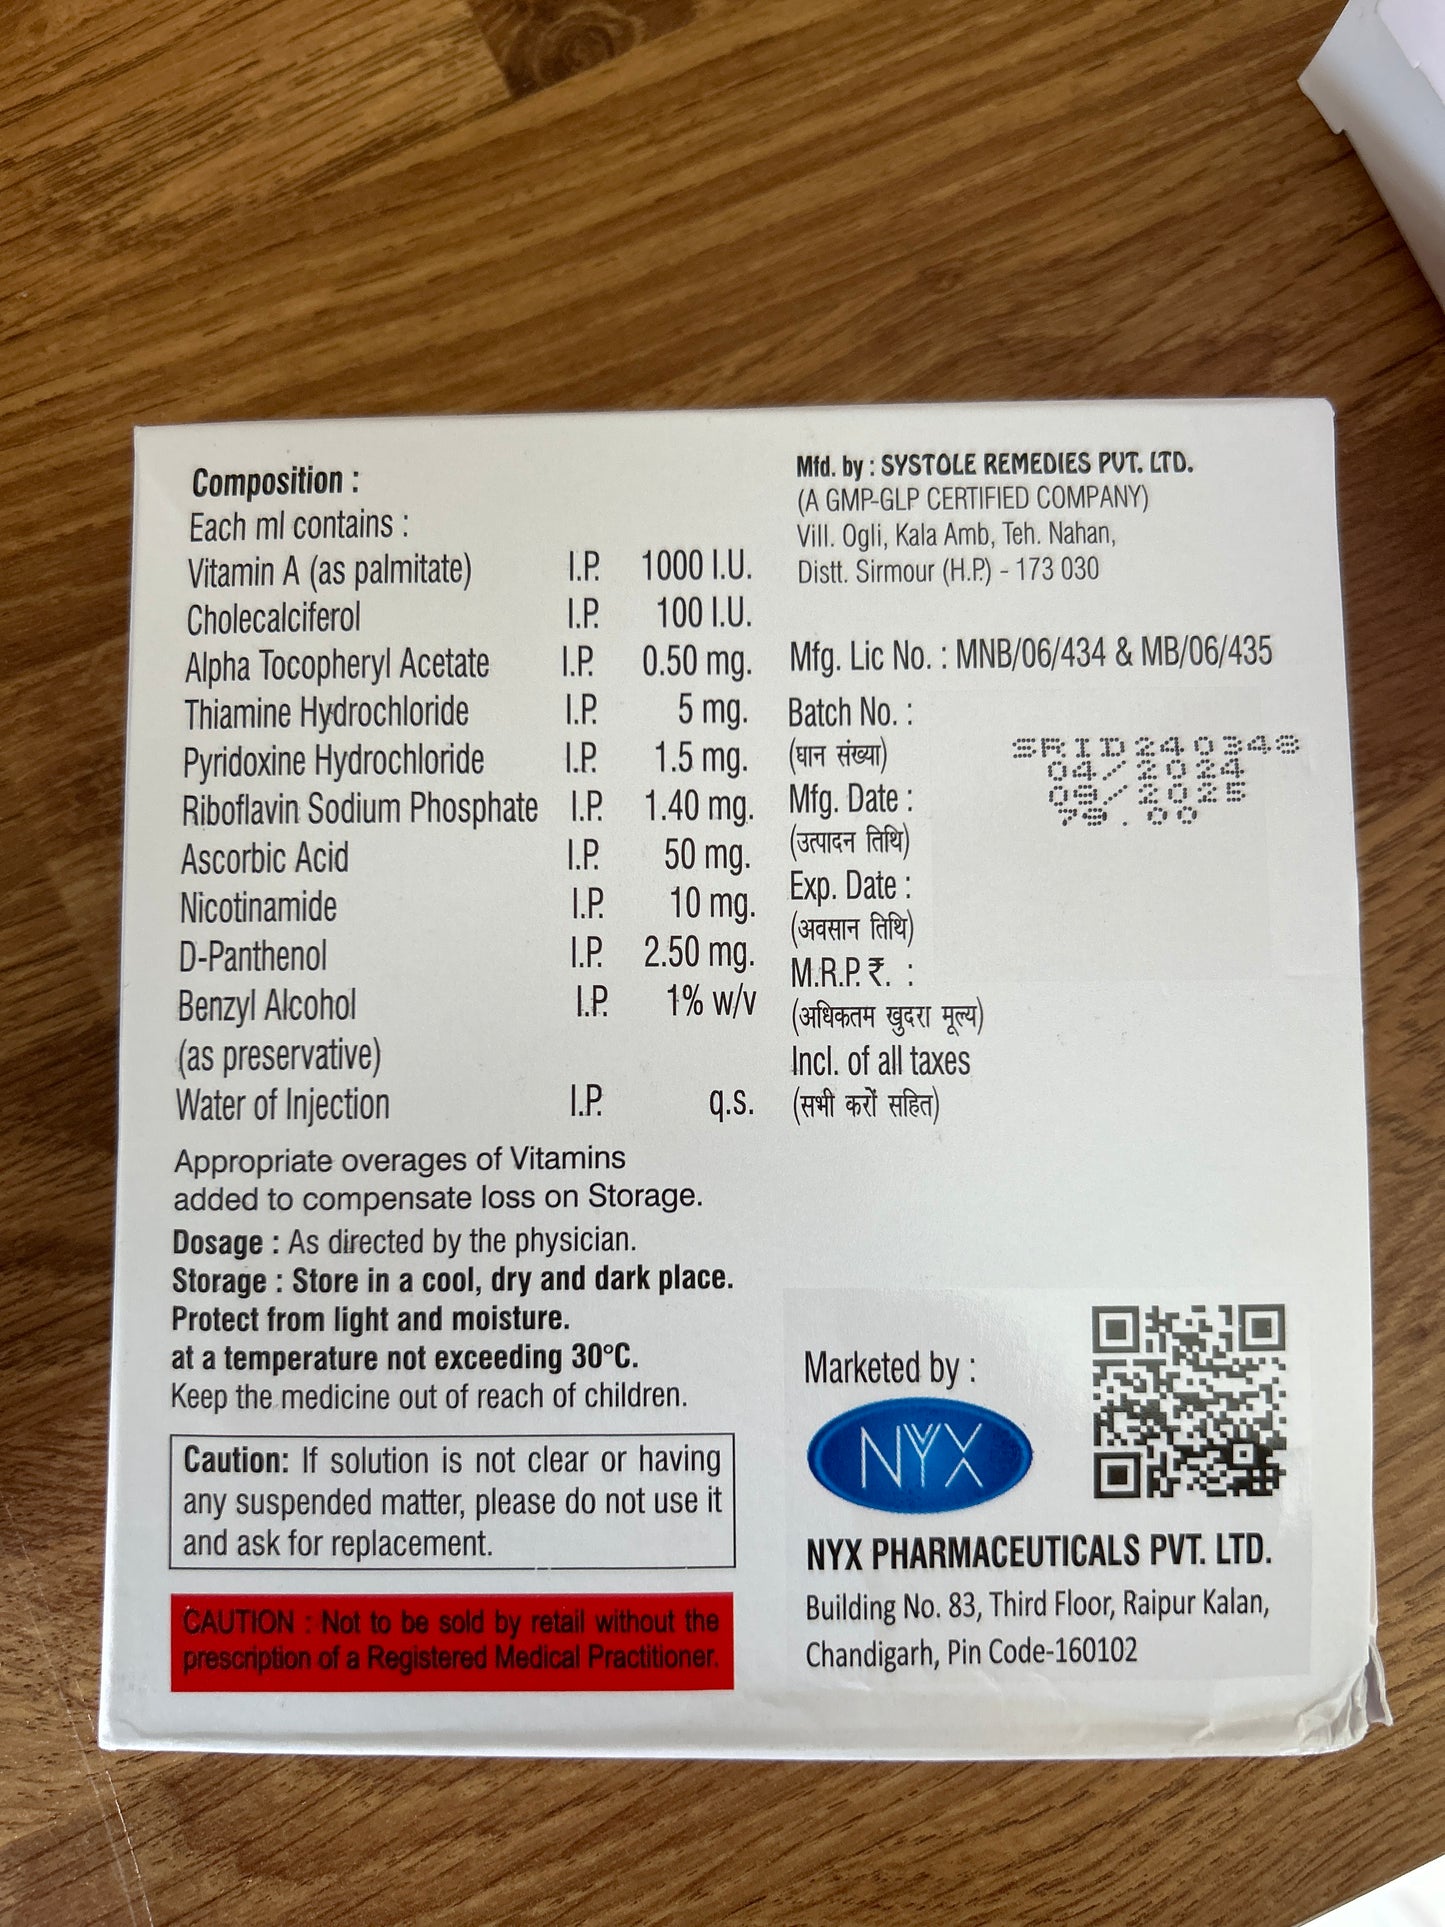 Composition :
Each ml contains :
Vitamin A (as palmitate) I.P. 1000 I.U.
Cholecalciferol I.P. 100 I.U.
Alpha Tocopheryl Acetate I.P. 0.50 mg.
Thiamine Hydrochloride I.P. 5 mg.
Pyridoxine Hydrochloride I.P. 1.5 mg.
Riboflavin Sodium Phosphate I.P. 1.40 mg.
Ascorbic Acid I.P. 50 mg.
Nicotinamide I.P. 10 mg.
D-Panthenol I.P. 2.50 mg.
Benzyl Alcohol I.P. 1% w/v
(as preservative)
Water of Injection I.P. q.s.
Appropriate overages of Vitamins
added to compensate loss on Storage.
Dosage : As directed by the physician.
Storage : Store in a cool, dry and dark place.
Protect from light and moisture.
at a temperature not exceeding 30°C.
Keep the medicine out of reach of children.
Caution: If solution is not clear or having
any suspended matter, please do not use it
and ask for replacement.
CAUTION : Not to be sold by retail without the
prescription of a Registered Medical Practitioner.
Mfd. by : SYSTOLE REMEDIES PVT. LTD.
(A GMP-GLP CERTIFIED COMPANY)
Vill. Ogli, Kala Amb, Teh. Nahan,
Distt. Sirmour (H.P.) - 173 030
Mfg. Lic No. : MNB/06/434 & MB/06/435
Batch No. :
(घान संख्या)
Mfg. Date :
(उत्पादन तिथि)
Exp. Date :
(अवसान तिथि)
M.R.P. ₹. :
(अधिकतम खुदरा मूल्य)
Incl. of all taxes
(सभी करों सहित)
SRID240348
04/2024
09/2025
79.00
Marketed by :
NYX
NYX PHARMACEUTICALS PVT. LTD.
Building No. 83, Third Floor, Raipur Kalan,
Chandigarh, Pin Code-160102